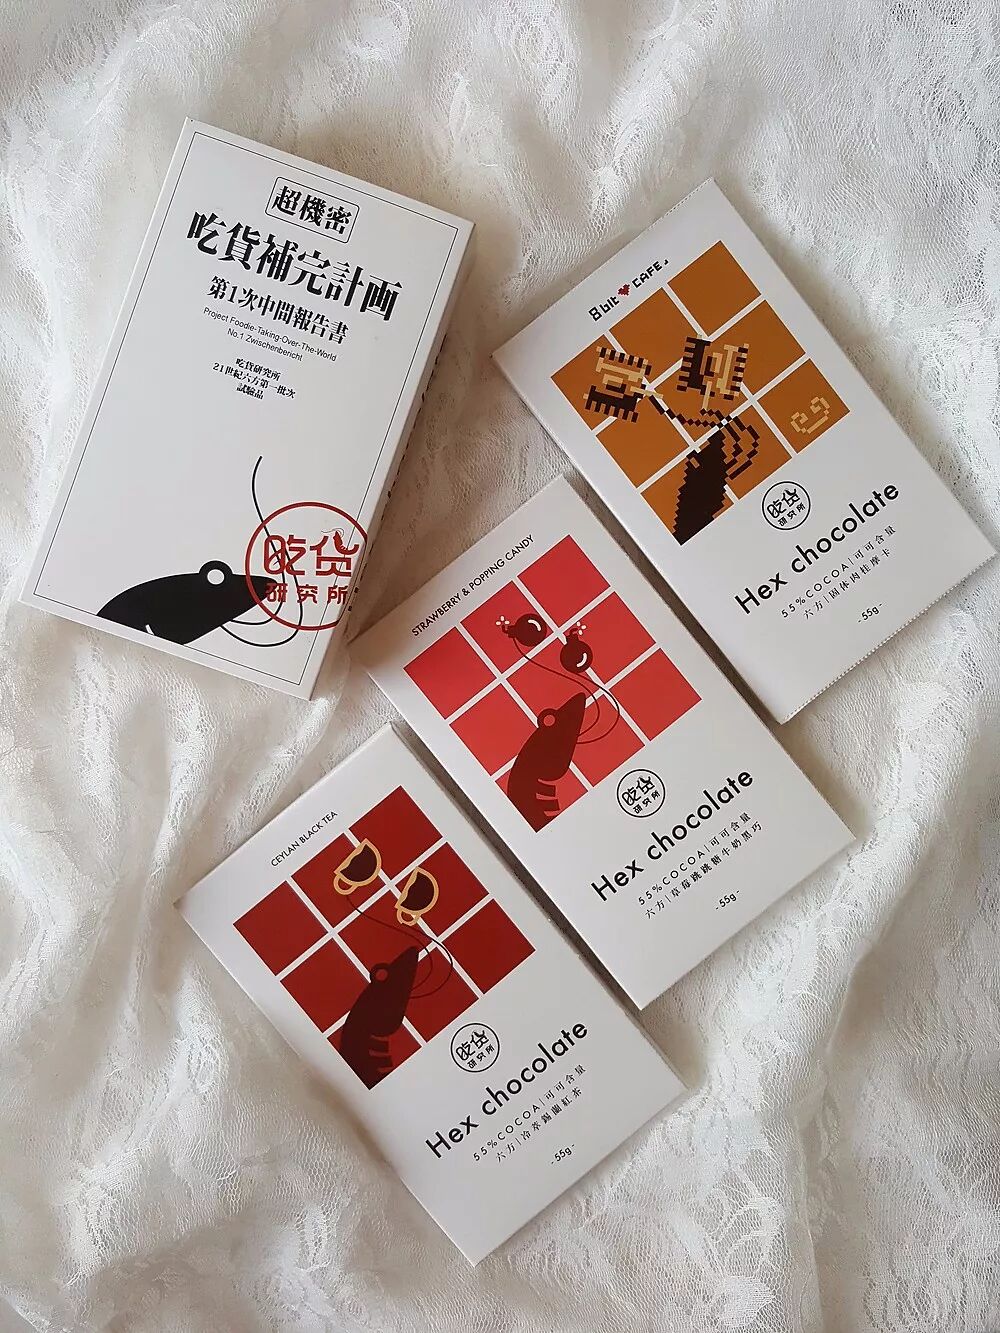 超機密
吃貨補完計画
第1次中間報告書
Project Foodie-Taking-Over-The-World
No.1 Zwischenbericht
吃貨研究所
21世紀六方第一批次
試驗品
吃货
研究所
8bit CAFE
吃货
研究所
Hex chocolate
55%COCOA|可可含量
六方|固体肉桂摩卡
-55g-
STRAWBERRY & POPPING CANDY
吃货
研究所
Hex chocolate
55%COCOA|可可含量
六方|草莓跳跳糖牛奶黑巧
-55g-
CEYLAN BLACK TEA
吃货
研究所
Hex chocolate
55%COCOA|可可含量
六方|冷萃錫蘭紅茶
-55g-